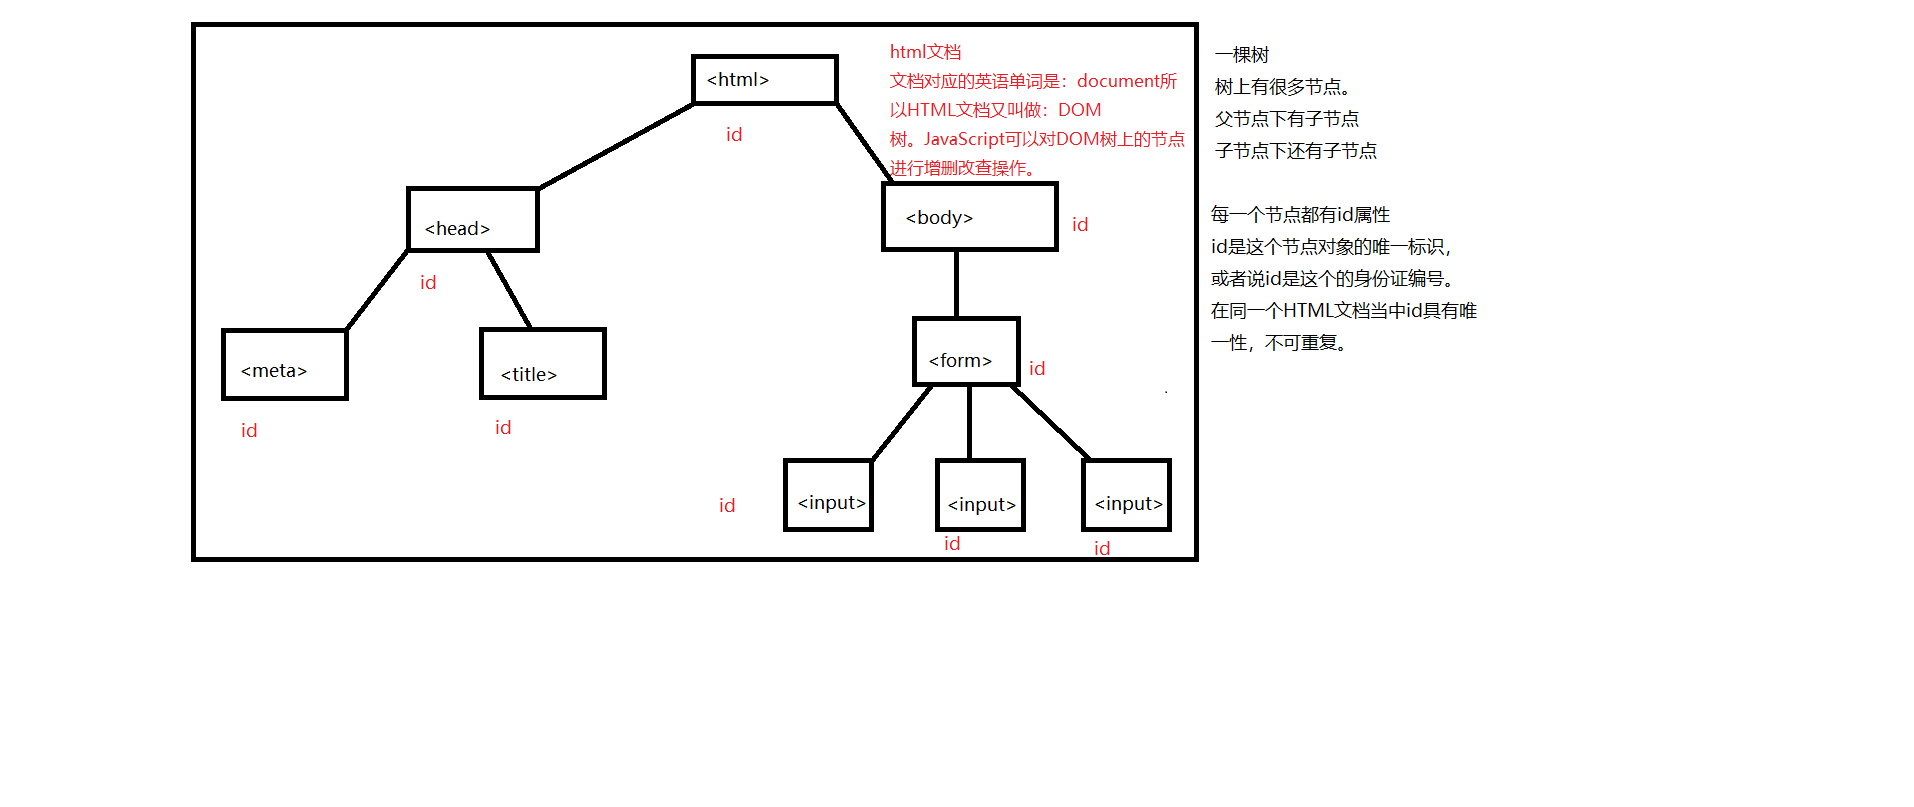 <html>
id
html文档
文档对应的英语单词是：document所
以HTML文档又叫做：DOM
树。JavaScript可以对DOM树上的节点
进行增删改查操作。
<head>
id
<body>
id
<meta>
id
<title>
id
<form>
id
id
<input>
<input>
id
<input>
id
一棵树
树上有很多节点。
父节点下有子节点
子节点下还有子节点
每一个节点都有id属性
id是这个节点对象的唯一标识，
或者说id是这个的身份证编号。
在同一个HTML文档当中id具有唯
一性，不可重复。